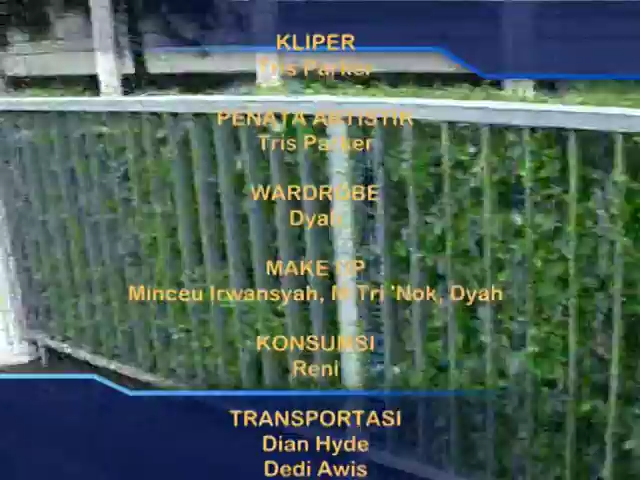 KLIPER
Tris Parker
PENATA ARTISTIK
Tris Parker
WARDROBE
Dyah
MAKE UP
Minceu Irwansyah, M Tri 'Nok, Dyah
KONSUMSI
Reni
TRANSPORTASI
Dian Hyde
Dedi Awis